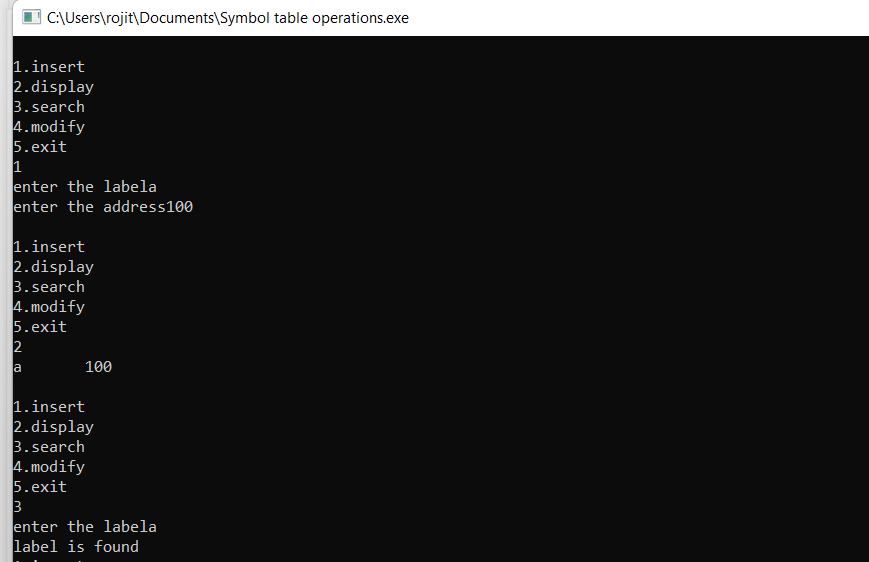 C:\Users\rojit\Documents\Symbol table operations.exe
1.insert
2.display
3.search
4.modify
5.exit
1
enter the labela
enter the address100
1.insert
2.display
3.search
4.modify
5.exit
2
a       100
1.insert
2.display
3.search
4.modify
5.exit
3
enter the labela
label is found